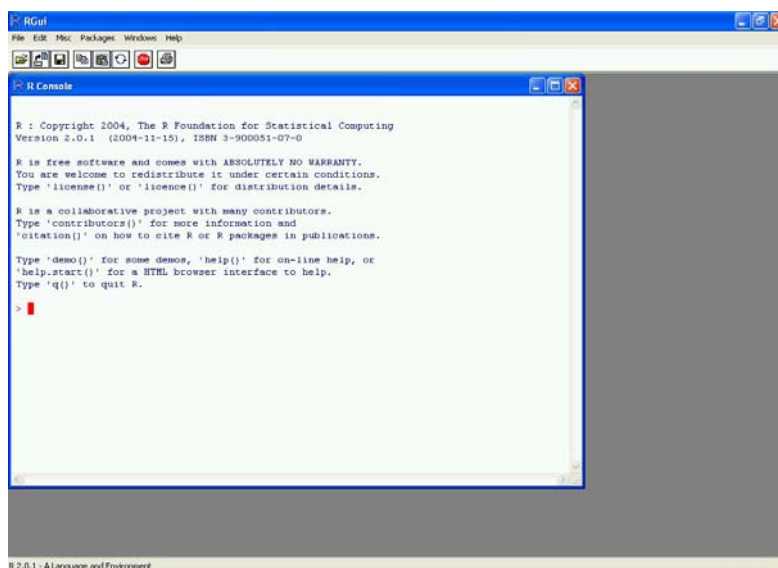 RGui
File Edit Misc Packages Windows Help
STOP
R Console
R : Copyright 2004, The R Foundation for Statistical Computing
Version 2.0.1 (2004-11-15), ISBN 3-900051-07-0
R is free software and comes with ABSOLUTELY NO WARRANTY.
You are welcome to redistribute it under certain conditions.
Type 'license()' or 'licence()' for distribution details.
R is a collaborative project with many contributors.
Type 'contributors()' for more information and
'citation()' on how to cite R or R packages in publications.
Type 'demo()' for some demos, 'help()' for on-line help, or
'help.start()' for a HTML browser interface to help.
Type 'q()' to quit R.
>
R 2.0.1 - A Language and Environment